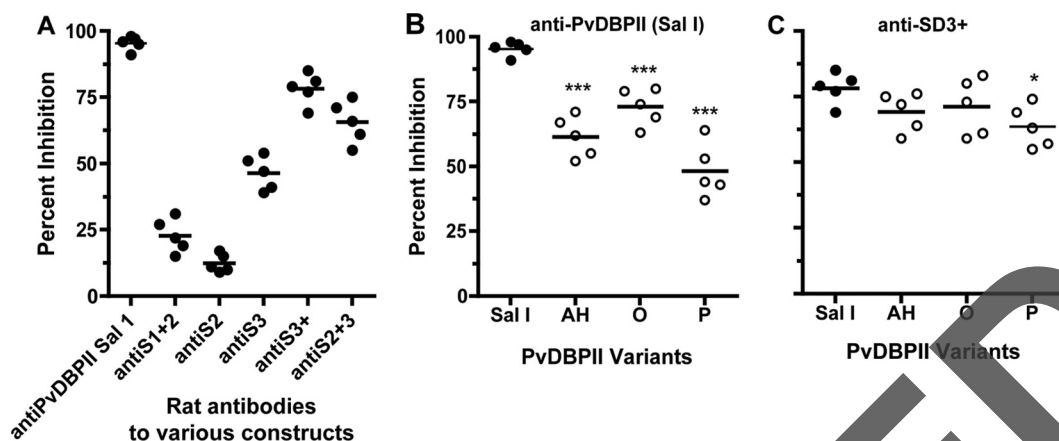 A
100
75
50
25
0
Percent Inhibition
antiPvDBPII Sal 1
antiS1+2
antiS2
antiS3
antiS3+
antiS2+3
Rat antibodies
to various constructs
B
anti-PvDBPII (Sal I)
100
75
50
25
0
Percent Inhibition
***
***
***
Sal I AH O P
PvDBPII Variants
C
anti-SD3+
*
Sal I AH O P
PvDBPII Variants